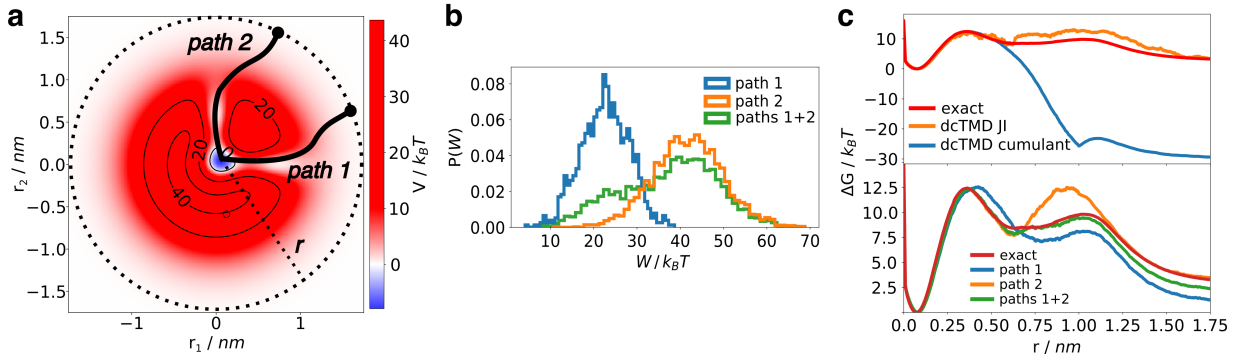 a
path 2
path 1
r
20
20
40
0
0
1.5
1.0
0.5
0.0
−0.5
−1.0
−1.5
r2 / nm
−1
0
1
r1 / nm
40
30
20
10
0
V / kBT
b
0.08
0.06
0.04
0.02
0.00
P(W)
path 1
path 2
paths 1+2
10
20
30
40
50
60
70
W / kBT
c
10
0
−10
−20
−30
exact
dcTMD JI
dcTMD cumulant
ΔG / kBT
12.5
10.0
7.5
5.0
2.5
exact
path 1
path 2
paths 1+2
0.0
0.25
0.50
0.75
1.00
1.25
1.50
1.75
r / nm